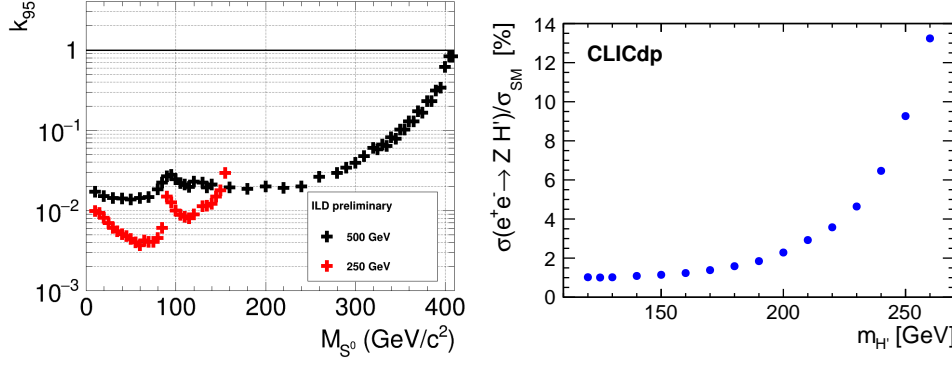 k₉₅
1
10⁻¹
10⁻²
10⁻³
ILD preliminary
500 GeV
250 GeV
0 100 200 300 400
M_S⁰ (GeV/c²)
σ(e⁺e⁻→ Z H')/σ_SM [%]
14
12
10
8
6
4
2
0
CLICdp
150 200 250
m_H' [GeV]